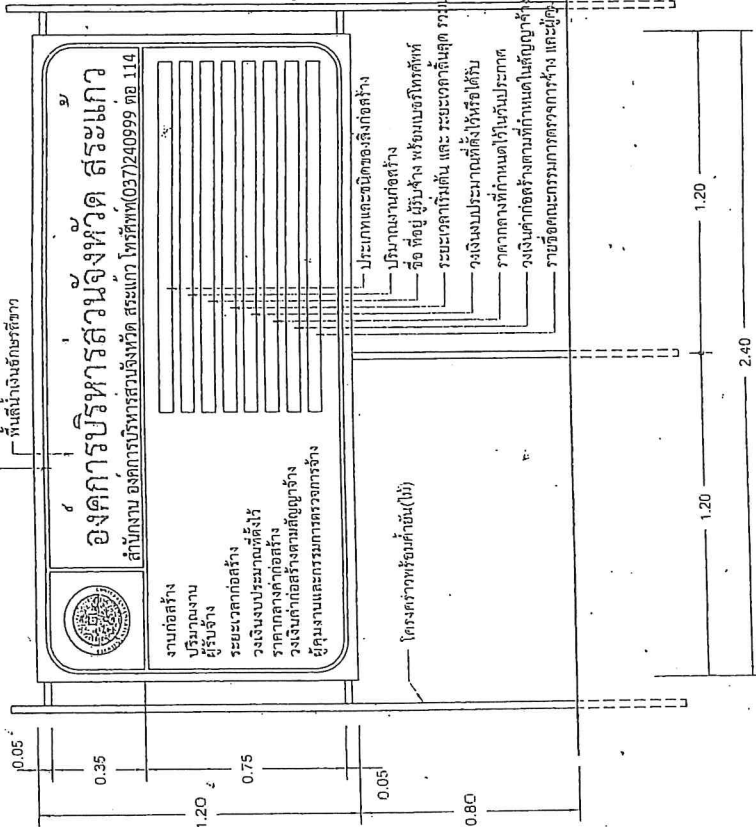 พื้นสีน้ำเงินอักษรสีขาว
องค์การบริหารส่วนจังหวัด สระแก้ว
สำนักงาน องค์การบริหารส่วนจังหวัด สระแก้ว โทรศัพท์(037)240999 ต่อ 114
งานก่อสร้าง
ปริมาณงาน
ผู้รับจ้าง
ระยะเวลาก่อสร้าง
วงเงินงบประมาณที่ตั้งไว้
ราคากลางค่าก่อสร้าง
วงเงินค่าก่อสร้างตามสัญญาจ้าง
ผู้คุมงานและกรรมการตรวจการจ้าง
ประเภทและชนิดของสิ่งก่อสร้าง
ปริมาณงานก่อสร้าง
ชื่อ ที่อยู่ ผู้รับจ้าง พร้อมเบอร์โทรศัพท์
ระยะเวลาเริ่มต้น และ ระยะเวลาสิ้นสุด รวม
วงเงินงบประมาณที่ตั้งไว้หรือได้รับ
ราคากลางที่กำหนดไว้ในวันประกาศ
วงเงินค่าก่อสร้างตามที่กำหนดในสัญญาจ้าง
รายชื่อคณะกรรมการตรวจการจ้าง และผู้คุม
โครงคร่าวพร้อมค้ำยัน(ไม้)
0.05
0.35
0.75
0.05
1.20
0.80
1.20
1.20
2.40